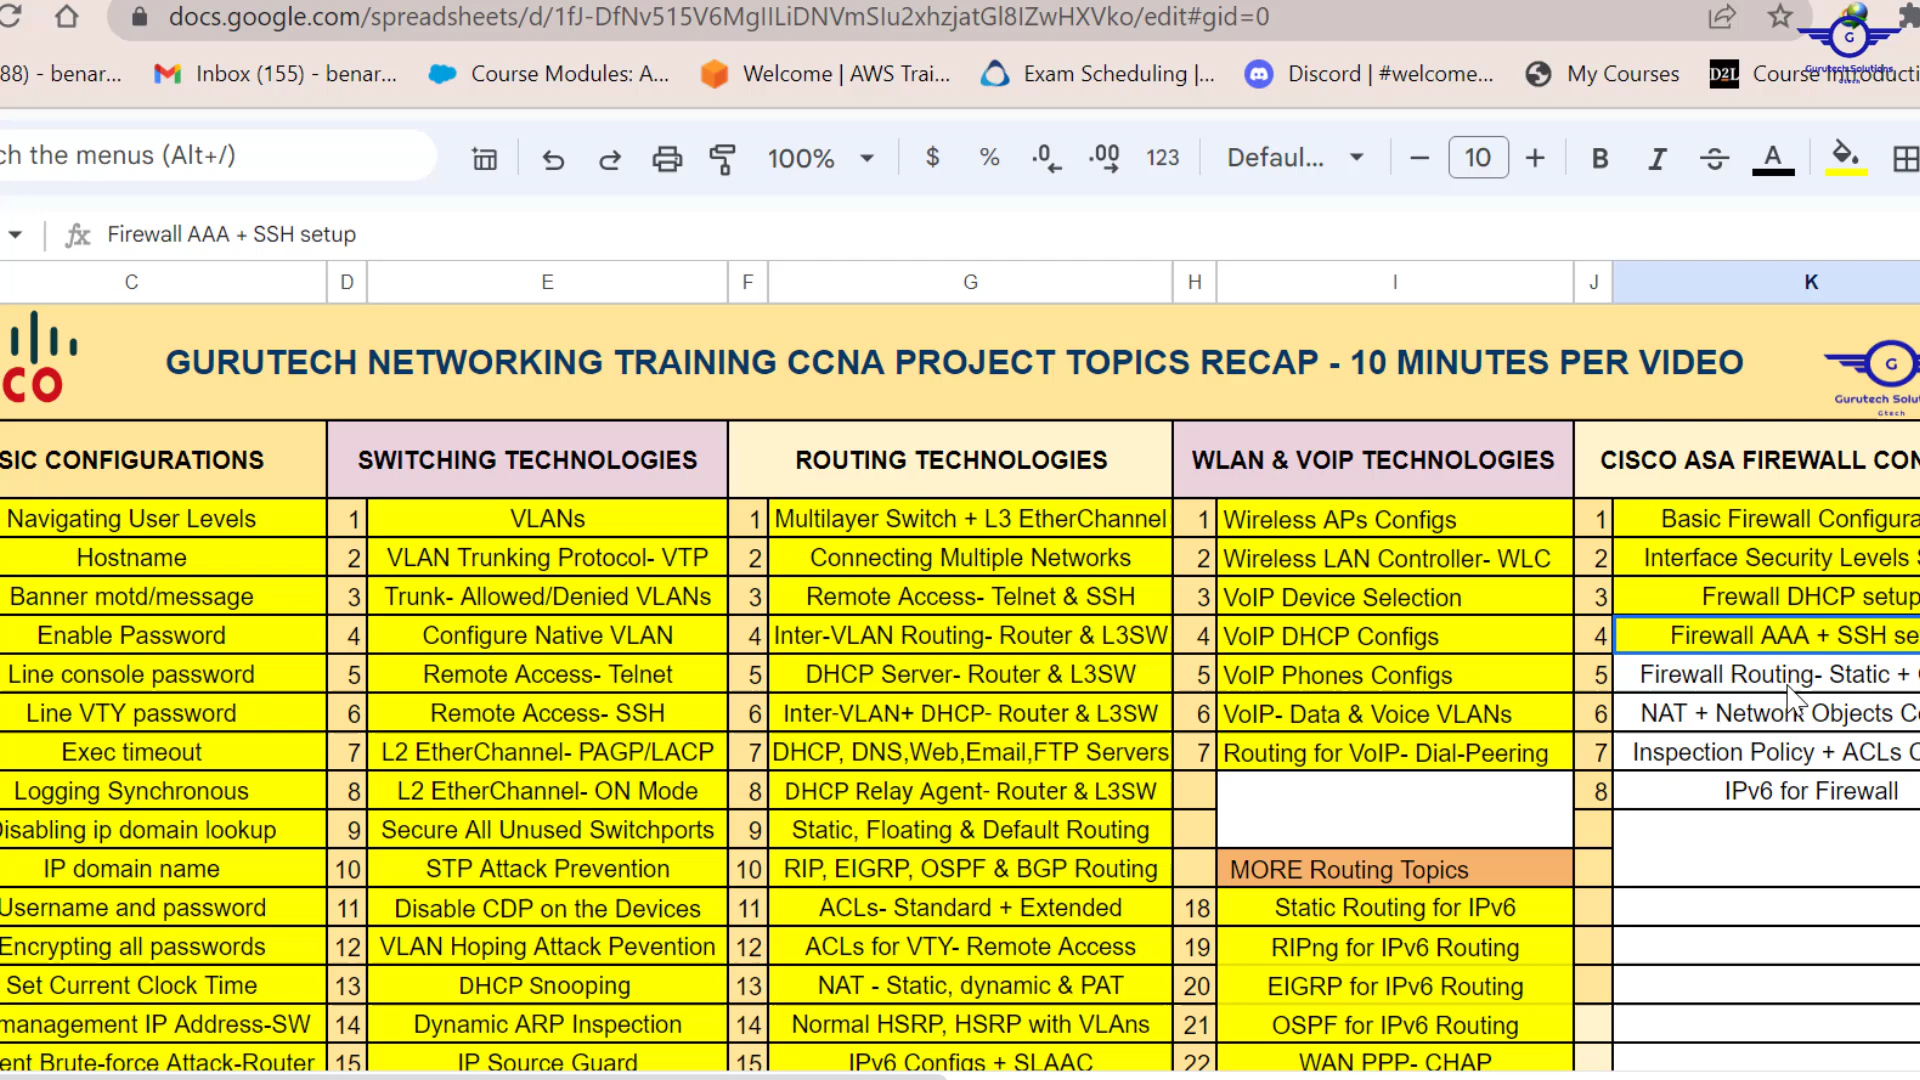 docs.google.com/spreadsheets/d/1fJ-DfNv515V6MgIILiDNVmSIu2xhzjatGl8IZwHXVko/edit#gid=0
88) - benar...
Inbox (155) - benar...
Course Modules: A...
Welcome | AWS Trai...
Exam Scheduling |...
Discord | #welcome...
My Courses
D2L
Course Introducti
G
ch the menus (Alt+/)
100%
$
%
.0
.00
123
Defaul...
10
B
I
A
fx
Firewall AAA + SSH setup
C D E F G H I J K
CO
GURUTECH NETWORKING TRAINING CCNA PROJECT TOPICS RECAP - 10 MINUTES PER VIDEO
G
Gurutech Solut
Gtech
SIC CONFIGURATIONS SWITCHING TECHNOLOGIES ROUTING TECHNOLOGIES WLAN & VOIP TECHNOLOGIES CISCO ASA FIREWALL CON
Navigating User Levels 1 VLANs 1 Multilayer Switch + L3 EtherChannel 1 Wireless APs Configs 1 Basic Firewall Configura
Hostname 2 VLAN Trunking Protocol- VTP 2 Connecting Multiple Networks 2 Wireless LAN Controller- WLC 2 Interface Security Levels S
Banner motd/message 3 Trunk- Allowed/Denied VLANs 3 Remote Access- Telnet & SSH 3 VoIP Device Selection 3 Frewall DHCP setup
Enable Password 4 Configure Native VLAN 4 Inter-VLAN Routing- Router & L3SW 4 VoIP DHCP Configs 4 Firewall AAA + SSH se
Line console password 5 Remote Access- Telnet 5 DHCP Server- Router & L3SW 5 VoIP Phones Configs 5 Firewall Routing- Static +
Line VTY password 6 Remote Access- SSH 6 Inter-VLAN+ DHCP- Router & L3SW 6 VoIP- Data & Voice VLANs 6 NAT + Network Objects Co
Exec timeout 7 L2 EtherChannel- PAGP/LACP 7 DHCP, DNS,Web,Email,FTP Servers 7 Routing for VoIP- Dial-Peering 7 Inspection Policy + ACLs C
Logging Synchronous 8 L2 EtherChannel- ON Mode 8 DHCP Relay Agent- Router & L3SW 8 IPv6 for Firewall
Disabling ip domain lookup 9 Secure All Unused Switchports 9 Static, Floating & Default Routing
IP domain name 10 STP Attack Prevention 10 RIP, EIGRP, OSPF & BGP Routing MORE Routing Topics
Username and password 11 Disable CDP on the Devices 11 ACLs- Standard + Extended 18 Static Routing for IPv6
Encrypting all passwords 12 VLAN Hoping Attack Pevention 12 ACLs for VTY- Remote Access 19 RIPng for IPv6 Routing
Set Current Clock Time 13 DHCP Snooping 13 NAT - Static, dynamic & PAT 20 EIGRP for IPv6 Routing
management IP Address-SW 14 Dynamic ARP Inspection 14 Normal HSRP, HSRP with VLAns 21 OSPF for IPv6 Routing
ent Brute-force Attack-Router 15 IP Source Guard 15 IPv6 Configs + SLAAC 22 WAN PPP- CHAP